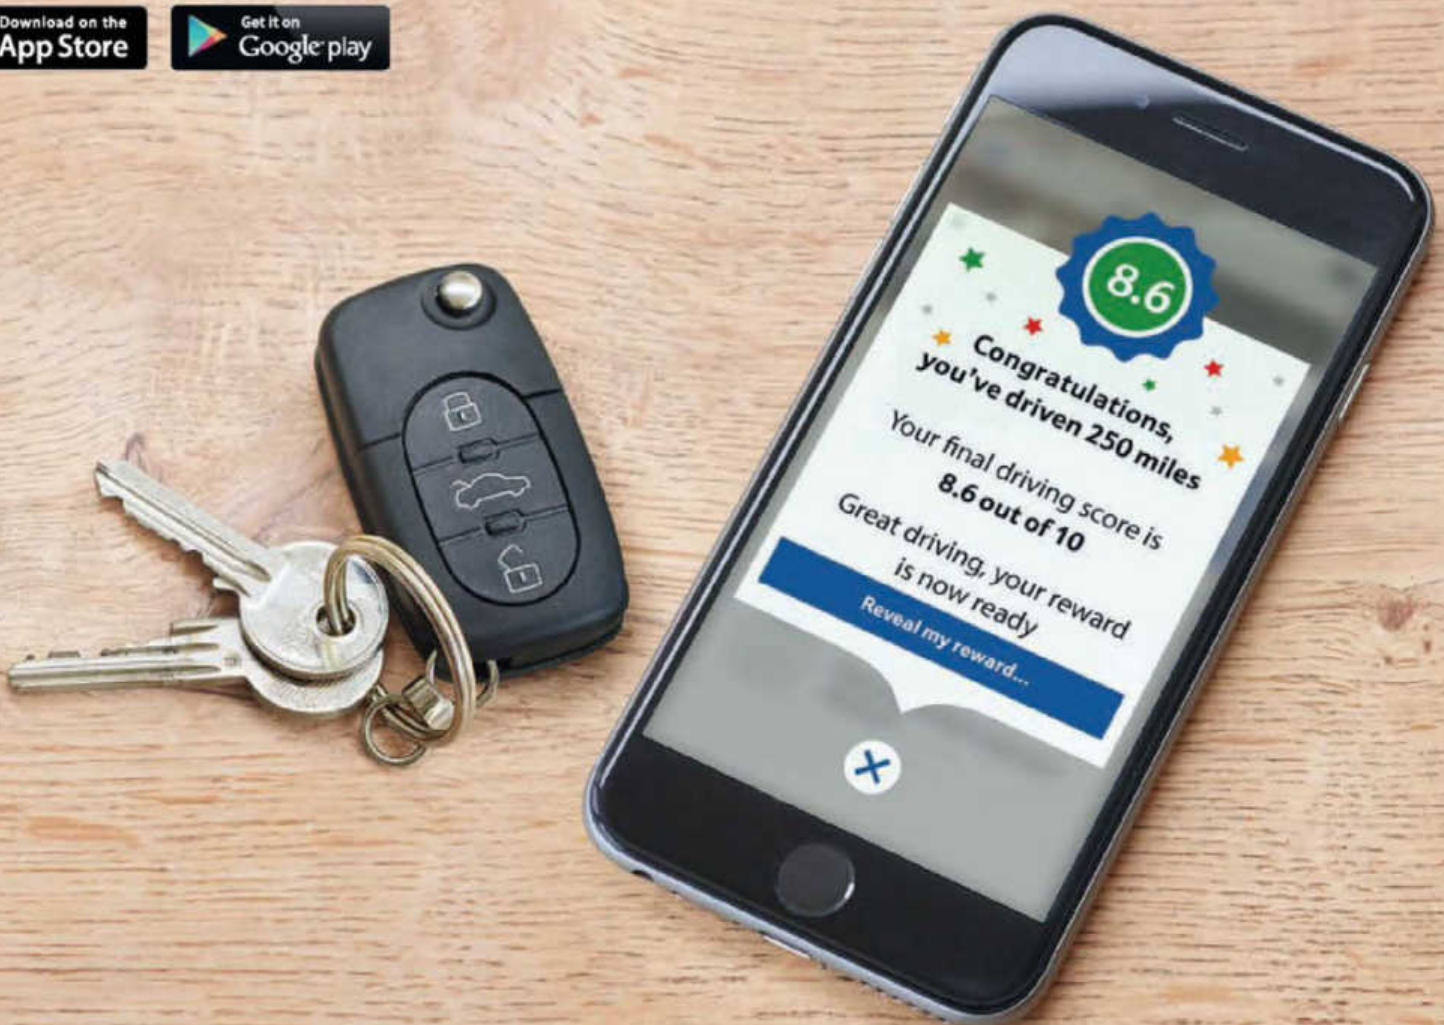 Download on the
App Store
Get it on
Google play
8.6
Congratulations,
you've driven 250 miles
Your final driving score is
8.6 out of 10
Great driving, your reward
is now ready
Reveal my reward...